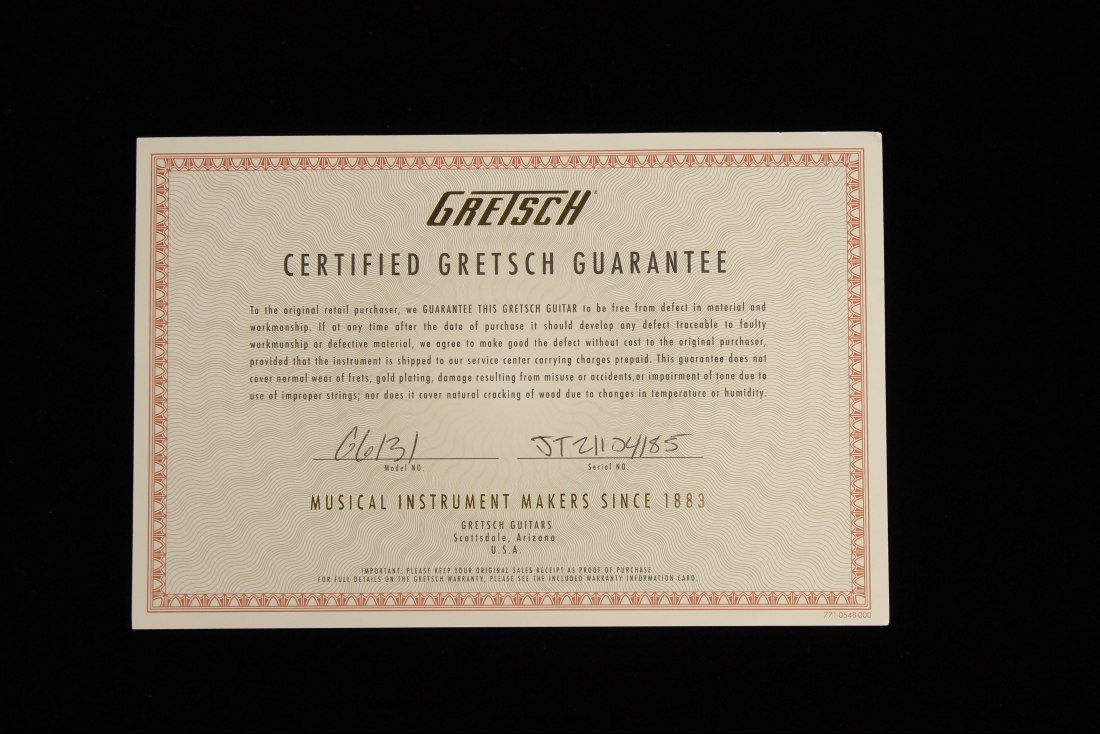 GRETSCH
CERTIFIED GRETSCH GUARANTEE
To the original retail purchaser, we GUARANTEE THIS GRETSCH GUITAR to be free from defect in material and
workmanship. If at any time after the date of purchase it should develop any defect traceable to faulty
workmanship or defective material, we agree to make good the defect without cost to the original purchaser,
provided that the instrument is shipped to our service center carrying charges prepaid. This guarantee does not
cover normal wear of frets, gold plating, damage resulting from misuse or accidents,or impairment of tone due to
use of improper strings; nor does it cover natural cracking of wood due to changes in temperature or humidity.
G6131 JT21104185
Model NO. Serial NO.
MUSICAL INSTRUMENT MAKERS SINCE 1883
GRETSCH GUITARS
Scottsdale, Arizona
U.S.A.
IMPORTANT: PLEASE KEEP YOUR ORIGINAL SALES RECEIPT AS PROOF OF PURCHASE.
FOR FULL DETAILS ON THE GRETSCH WARRANTY, PLEASE SEE THE INCLUDED WARRANTY INFORMATION CARD.
771-0548-000